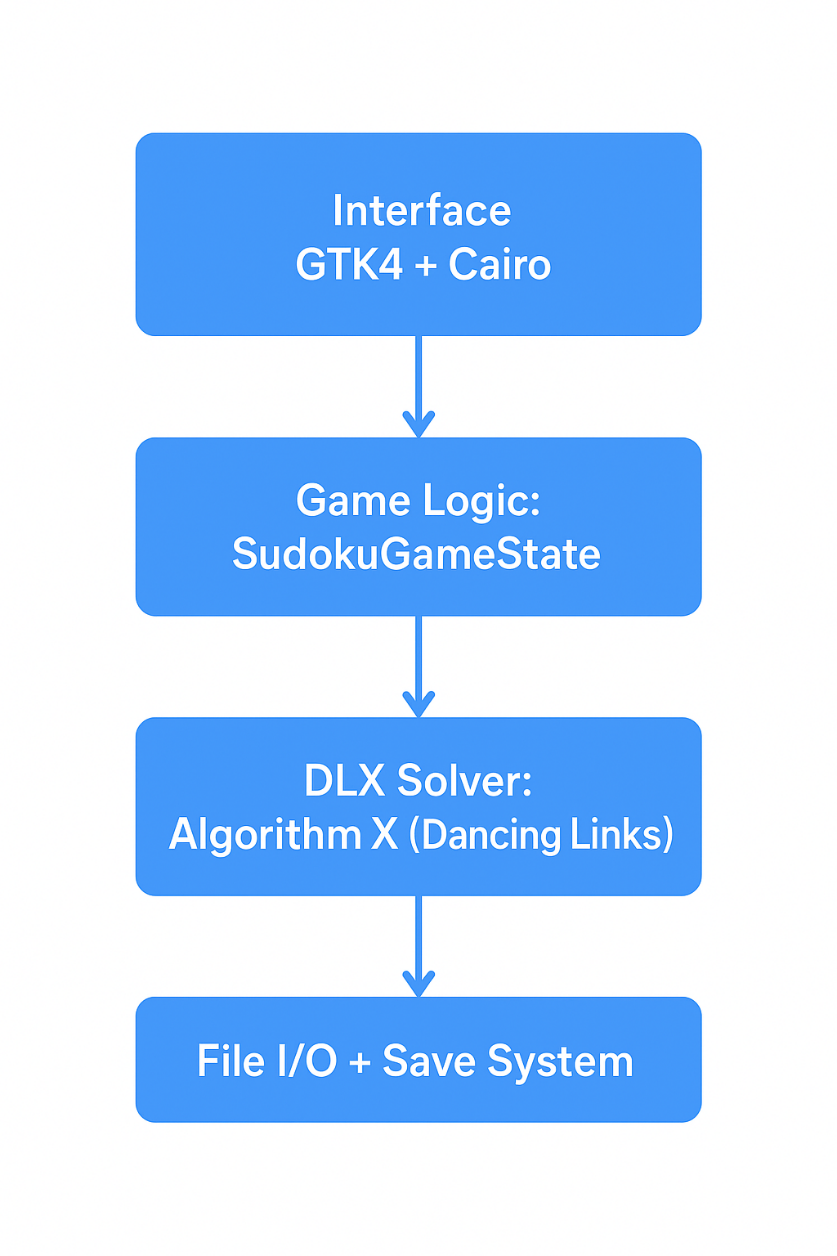 Interface
GTK4 + Cairo
Game Logic:
SudokuGameState
DLX Solver:
Algorithm X (Dancing Links)
File I/O + Save System